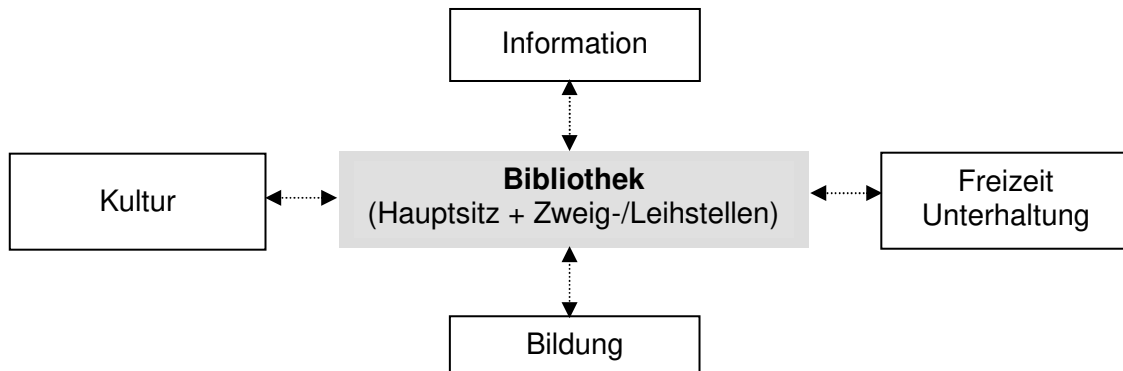 Information
Kultur
Bibliothek
(Hauptsitz + Zweig-/Leihstellen)
Freizeit
Unterhaltung
Bildung